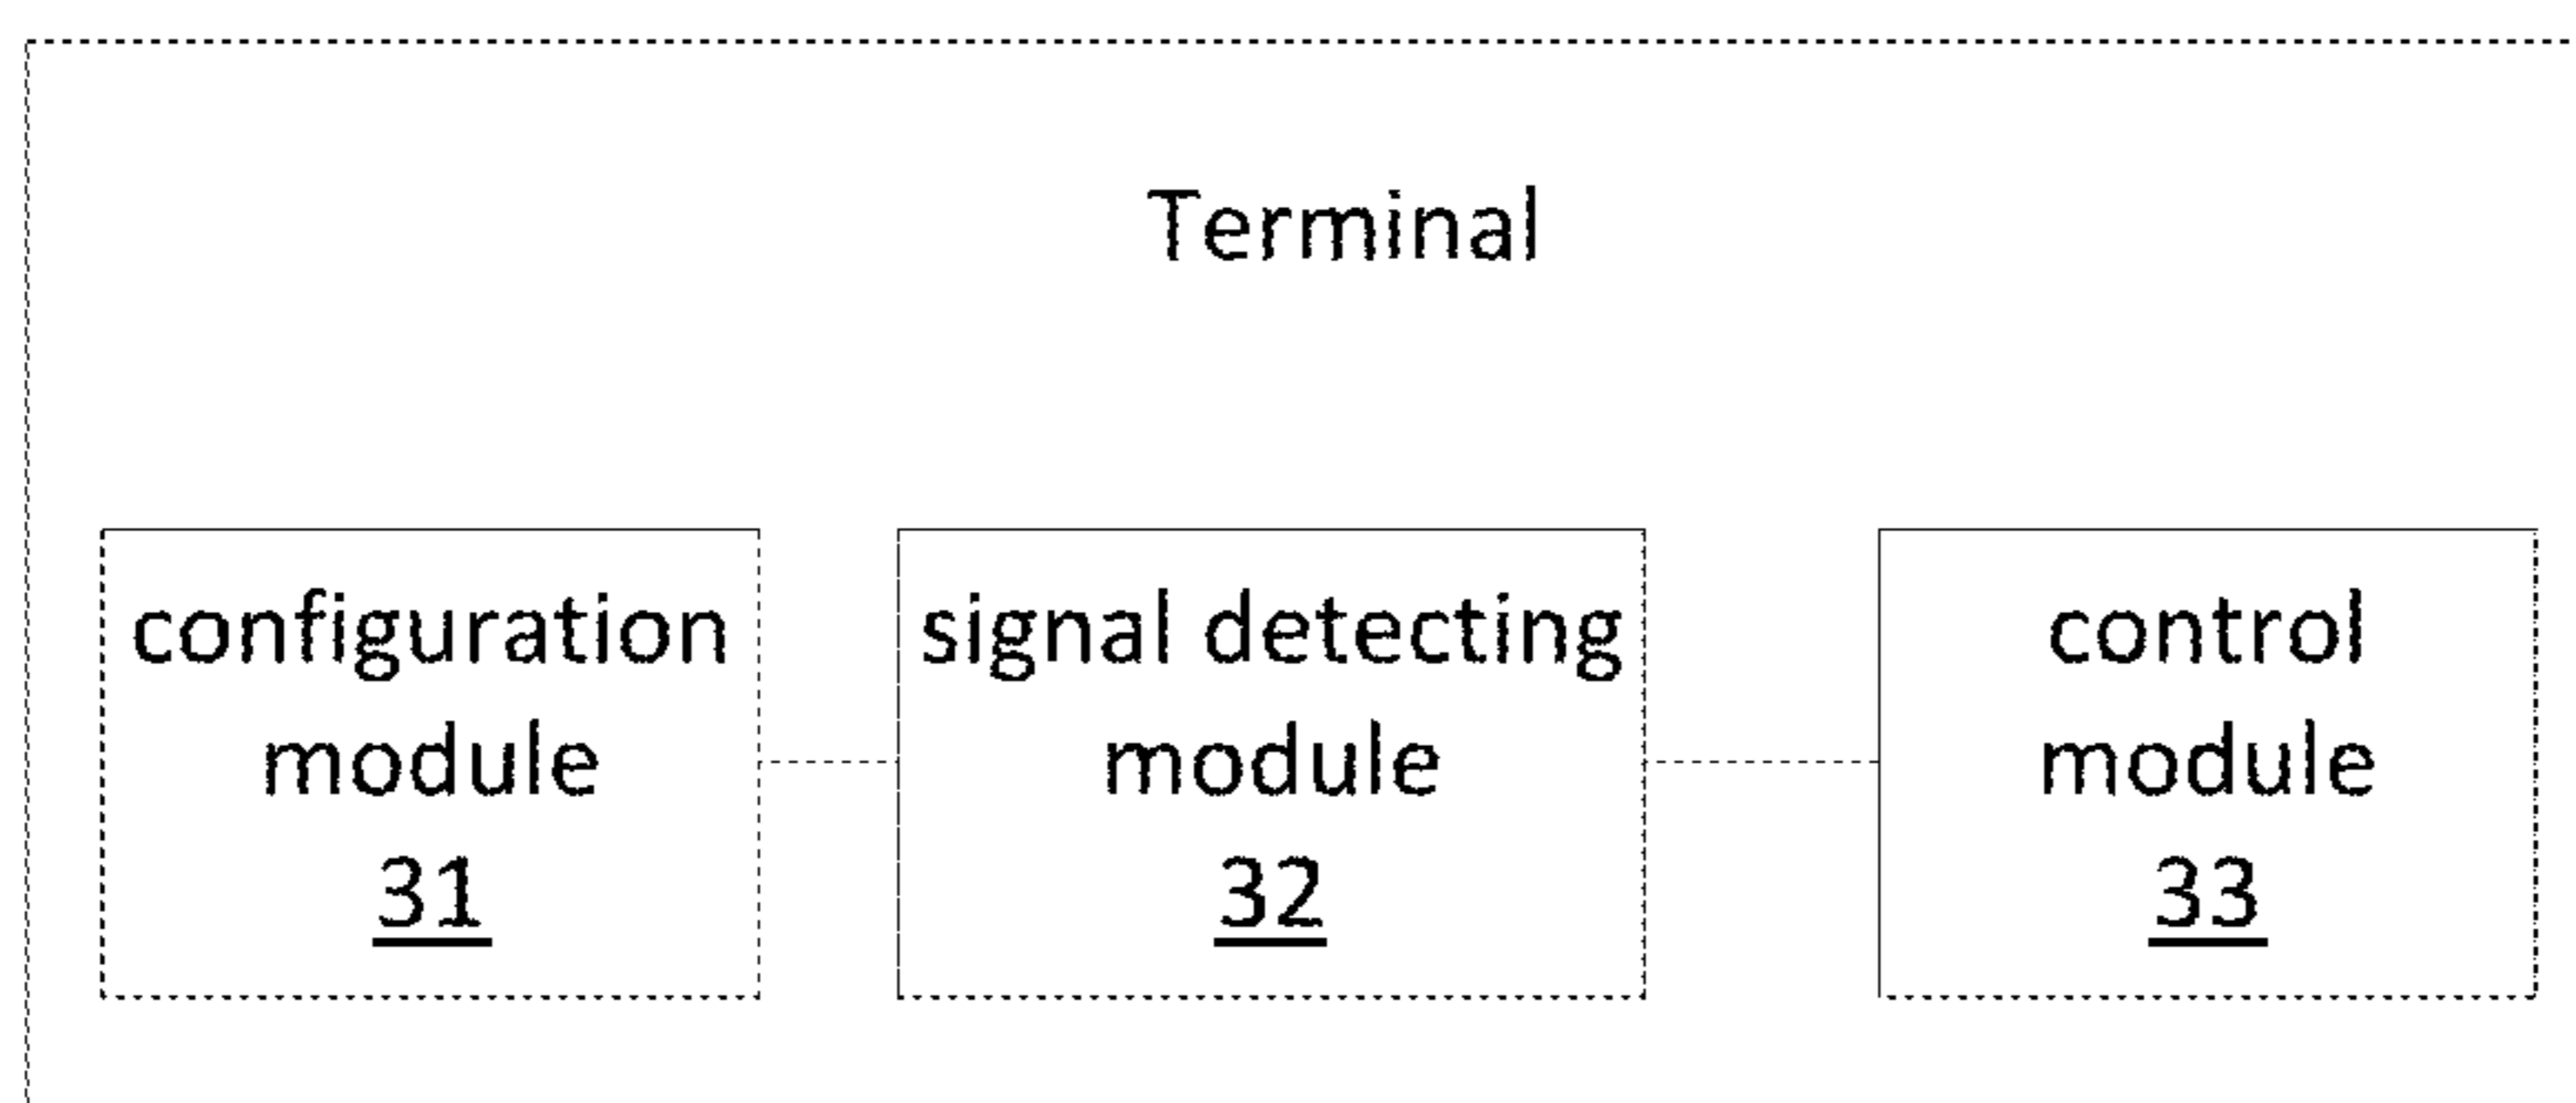 Terminal
configuration
module
31
signal detecting
module
32
control
module
33